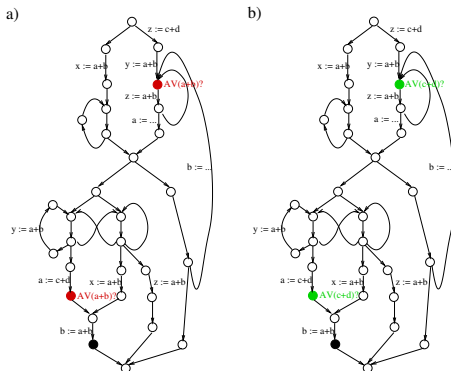 a)
z := c+d
x := a+b
y := a+b
AV(a+b)?
z := a+b
a := ...
b := ...
y := a+b
a := c+d
x := a+b
z := a+b
AV(a+b)?
b := a+b
b)
z := c+d
x := a+b
y := a+b
AV(c+d)?
z := a+b
a := ...
b := ...
y := a+b
a := c+d
x := a+b
z := a+b
AV(c+d)?
b := a+b